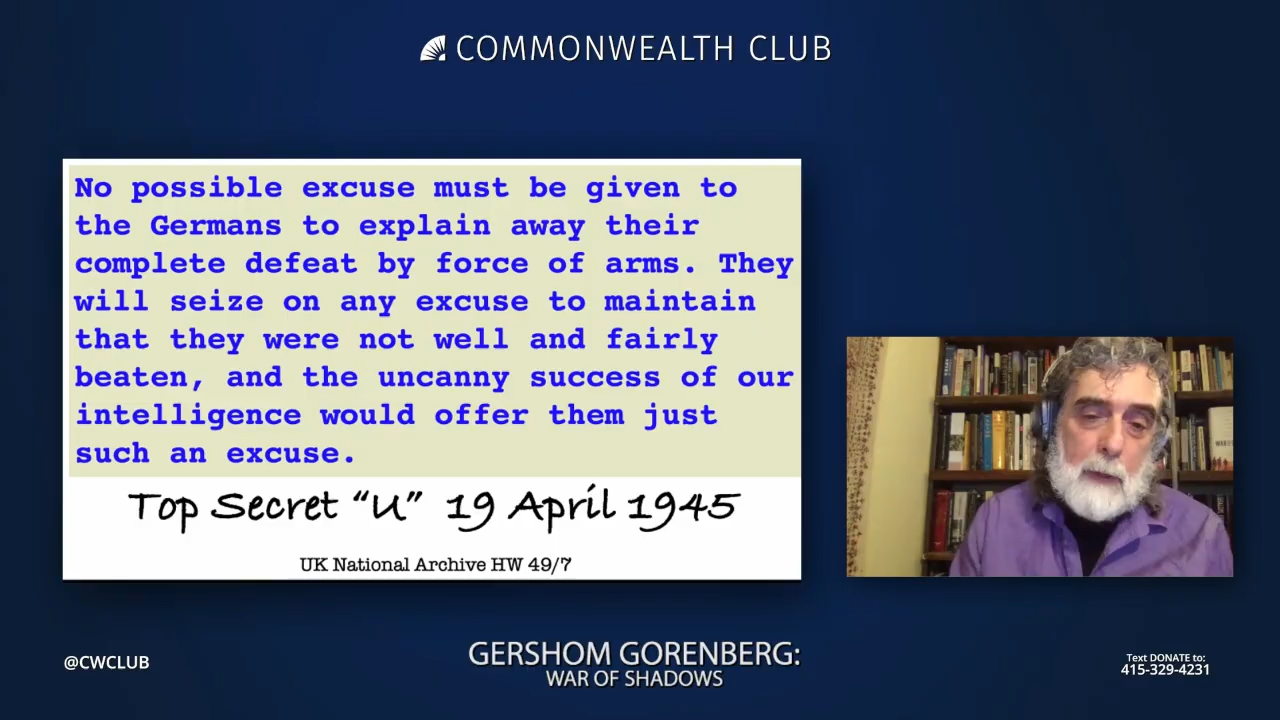 COMMONWEALTH CLUB
No possible excuse must be given to
the Germans to explain away their
complete defeat by force of arms. They
will seize on any excuse to maintain
that they were not well and fairly
beaten, and the uncanny success of our
intelligence would offer them just
such an excuse.
Top Secret “U” 19 April 1945
UK National Archive HW 49/7
@CWCLUB
GERSHOM GORENBERG:
WAR OF SHADOWS
Text DONATE to:
415-329-4231